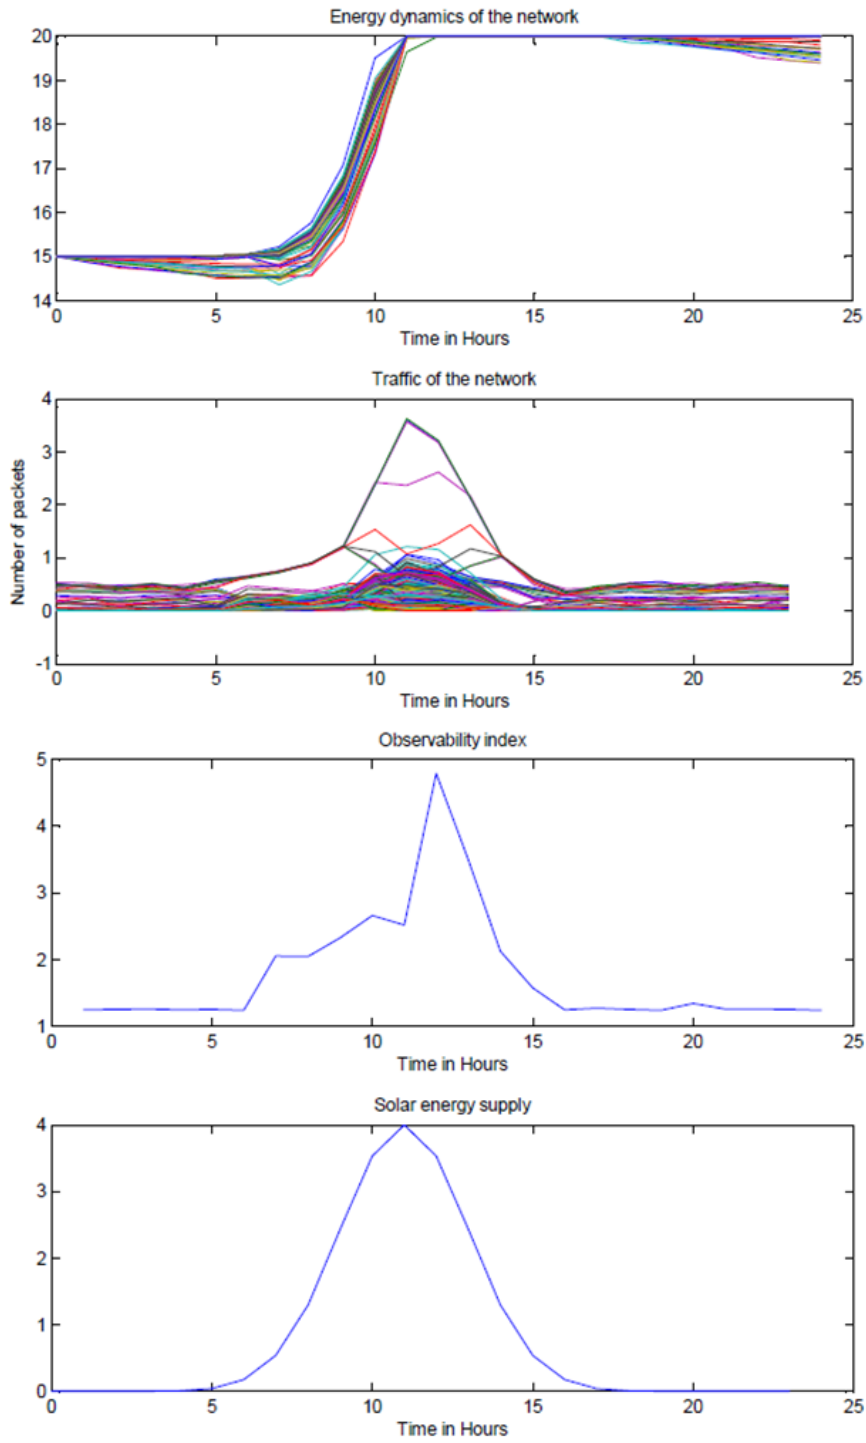 Energy dynamics of the network
20
19
18
17
16
15
14
0 5 10 15 20 25
Time in Hours
Traffic of the network
Number of packets
4
3
2
1
0
-1
0 5 10 15 20 25
Time in Hours
Observability index
5
4
3
2
1
0 5 10 15 20 25
Time in Hours
Solar energy supply
4
3
2
1
0
0 5 10 15 20 25
Time in Hours